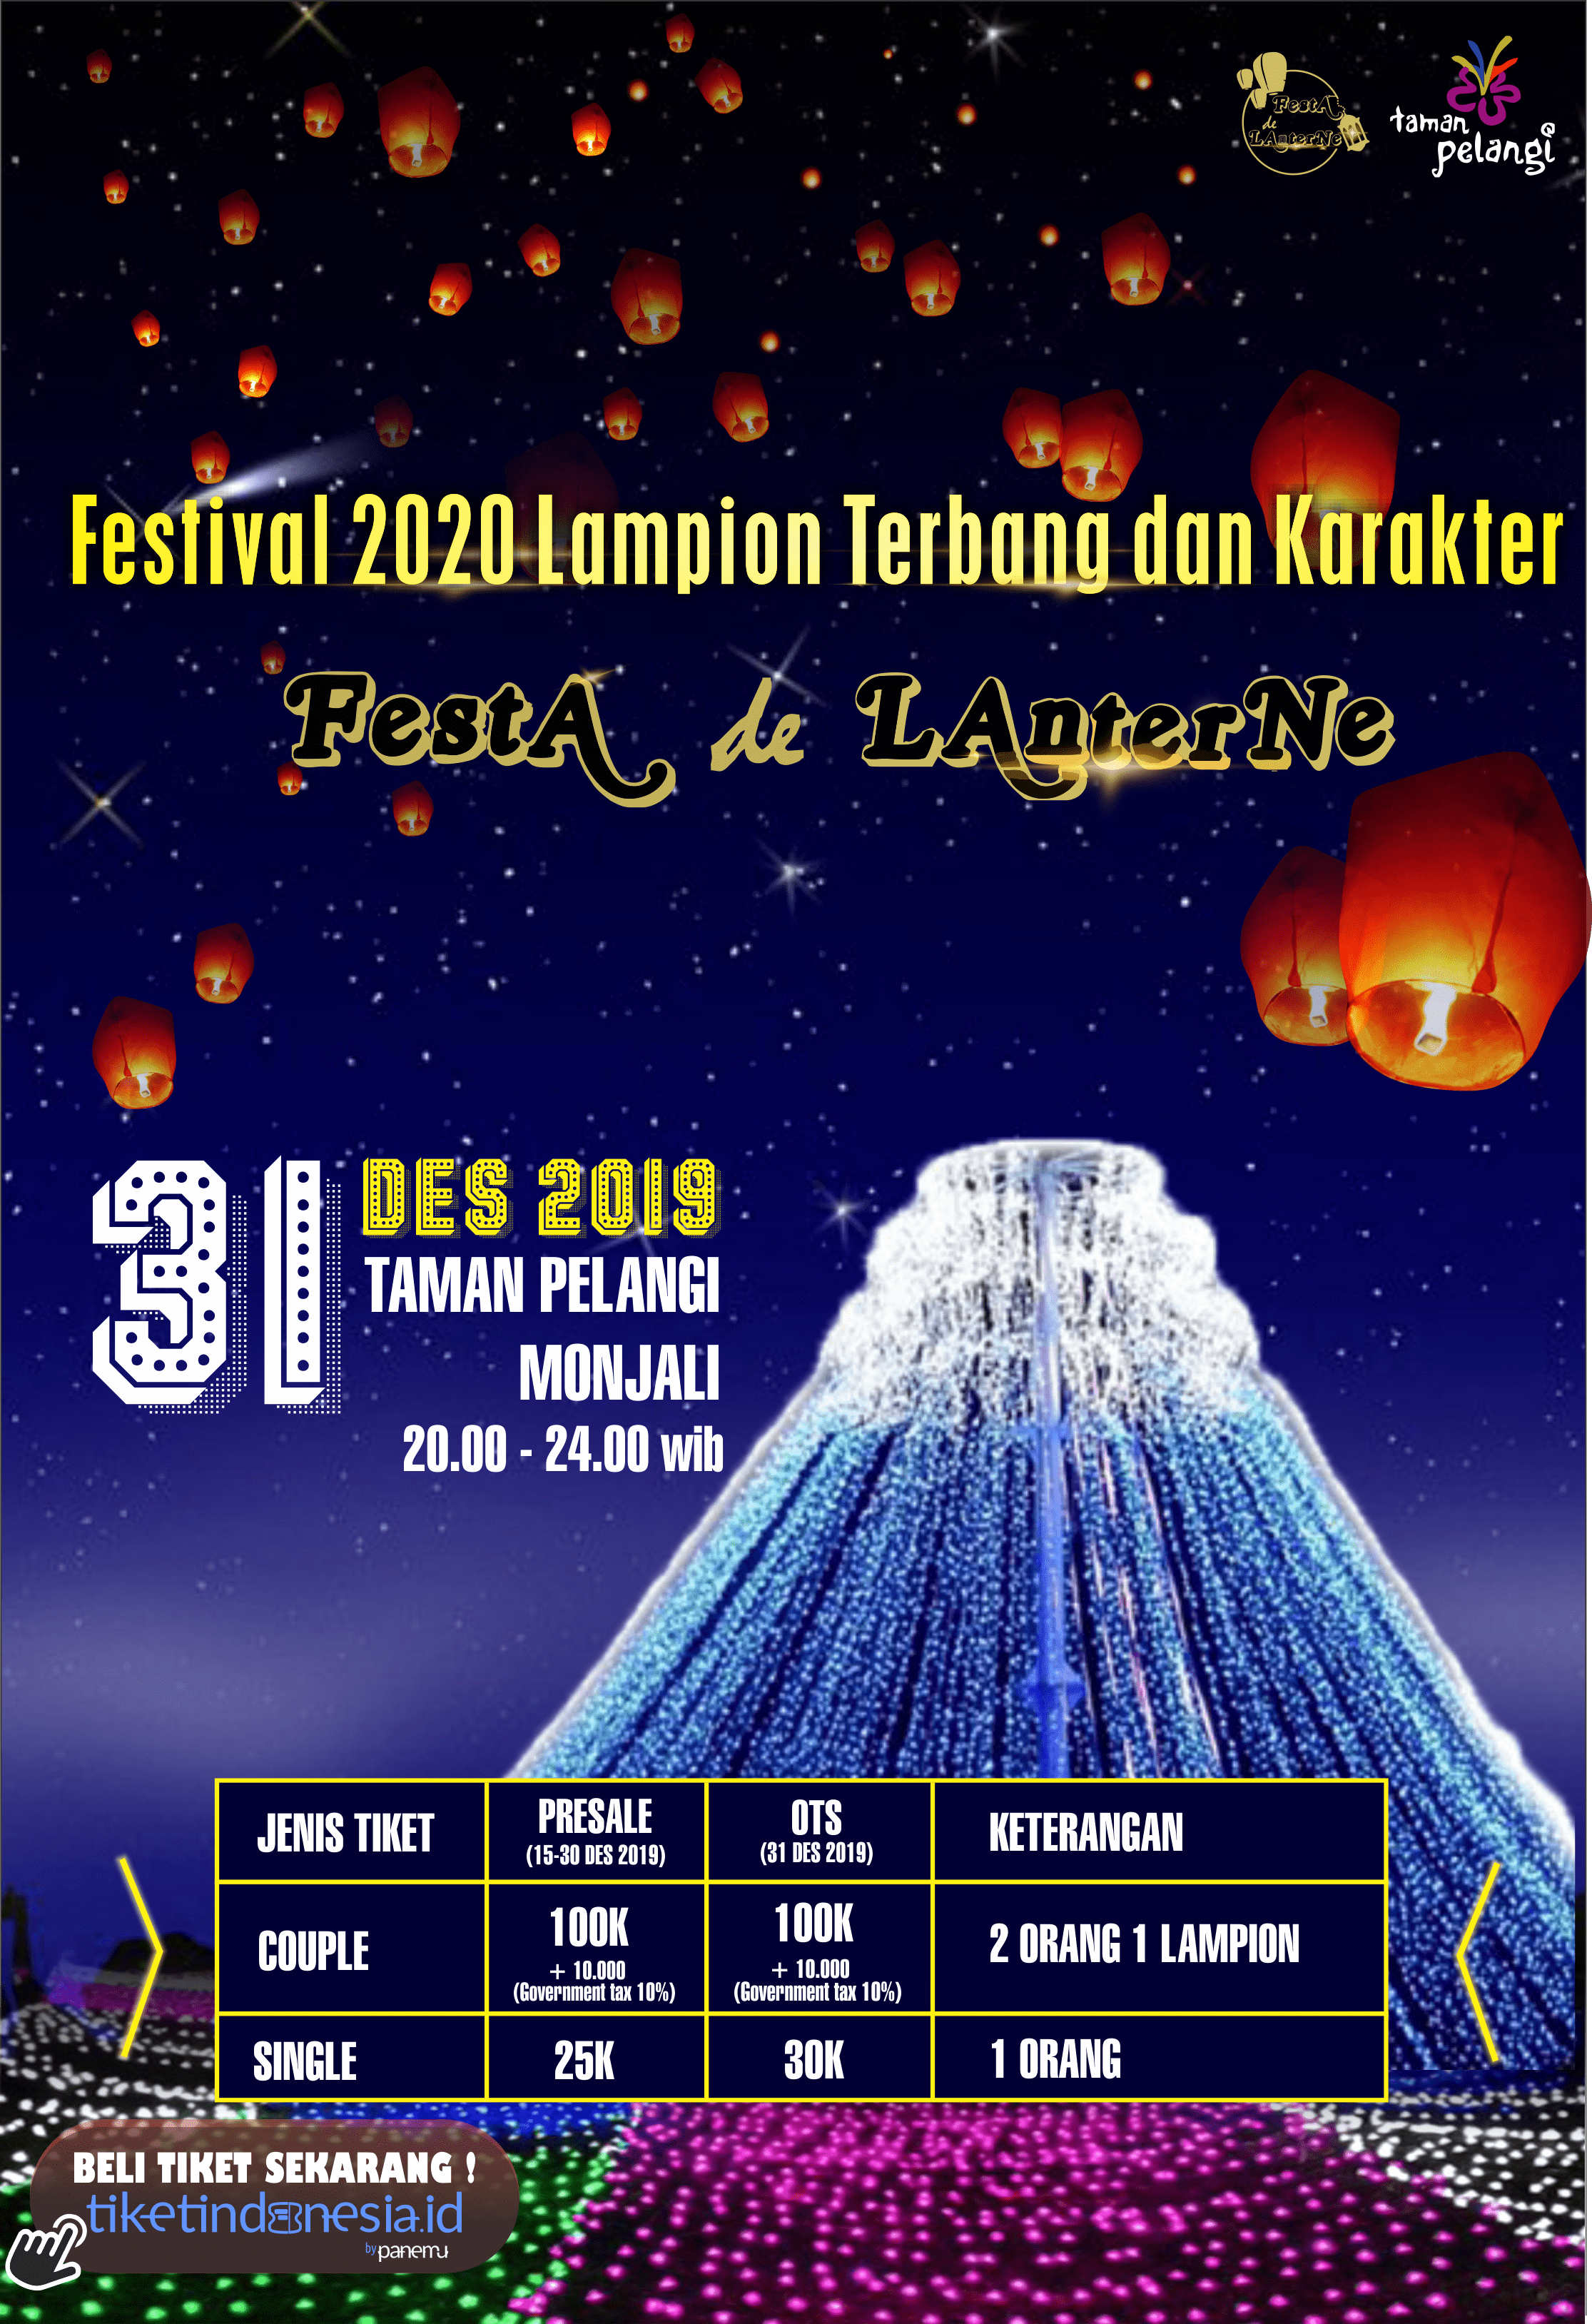 FestA
de
LAnterNe
taman
pelangi
Festival 2020 Lampion Terbang dan Karakter
FestA de LAnterNe
31 DES 2019
TAMAN PELANGI
MONJALI
20.00 - 24.00 wib
JENIS TIKET PRESALE (15-30 DES 2019) OTS (31 DES 2019) KETERANGAN
COUPLE 100K + 10.000 (Government tax 10%) 100K + 10.000 (Government tax 10%) 2 ORANG 1 LAMPION
SINGLE 25K 30K 1 ORANG
BELI TIKET SEKARANG !
tiketindonesia.id
by panemu